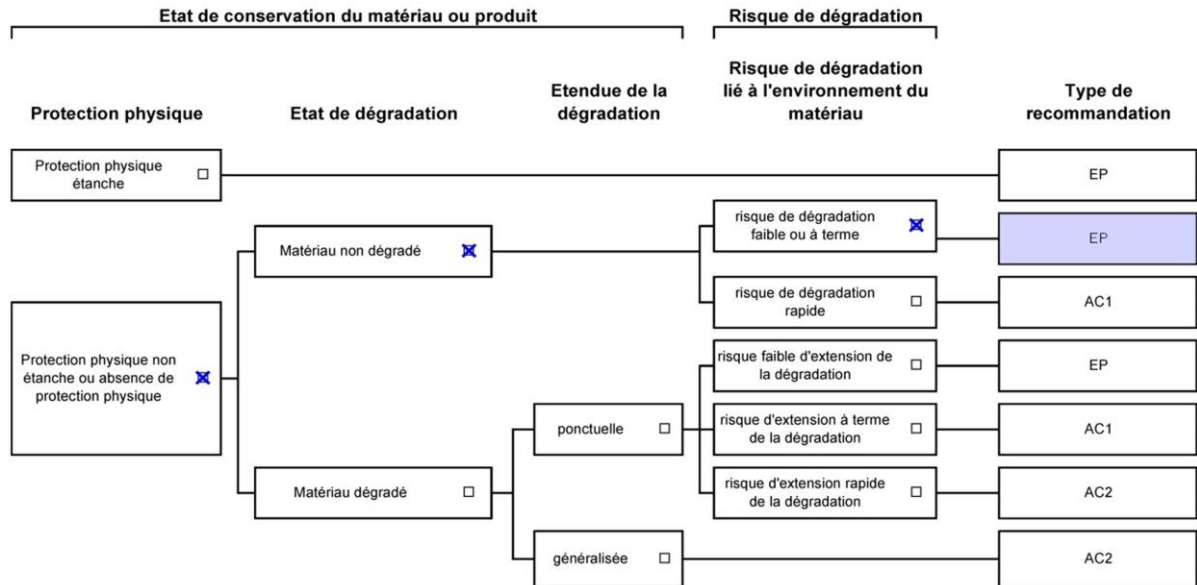 Etat de conservation du matériau ou produit
Risque de dégradation
Protection physique
Etat de dégradation
Etendue de la
dégradation
Risque de dégradation
lié à l'environnement du
matériau
Type de
recommandation
Protection physique
étanche
EP
Matériau non dégradé
risque de dégradation
faible ou à terme
EP
risque de dégradation
rapide
AC1
Protection physique non
étanche ou absence de
protection physique
risque faible d'extension de
la dégradation
EP
ponctuelle
risque d'extension à terme
de la dégradation
AC1
Matériau dégradé
risque d'extension rapide
de la dégradation
AC2
généralisée
AC2